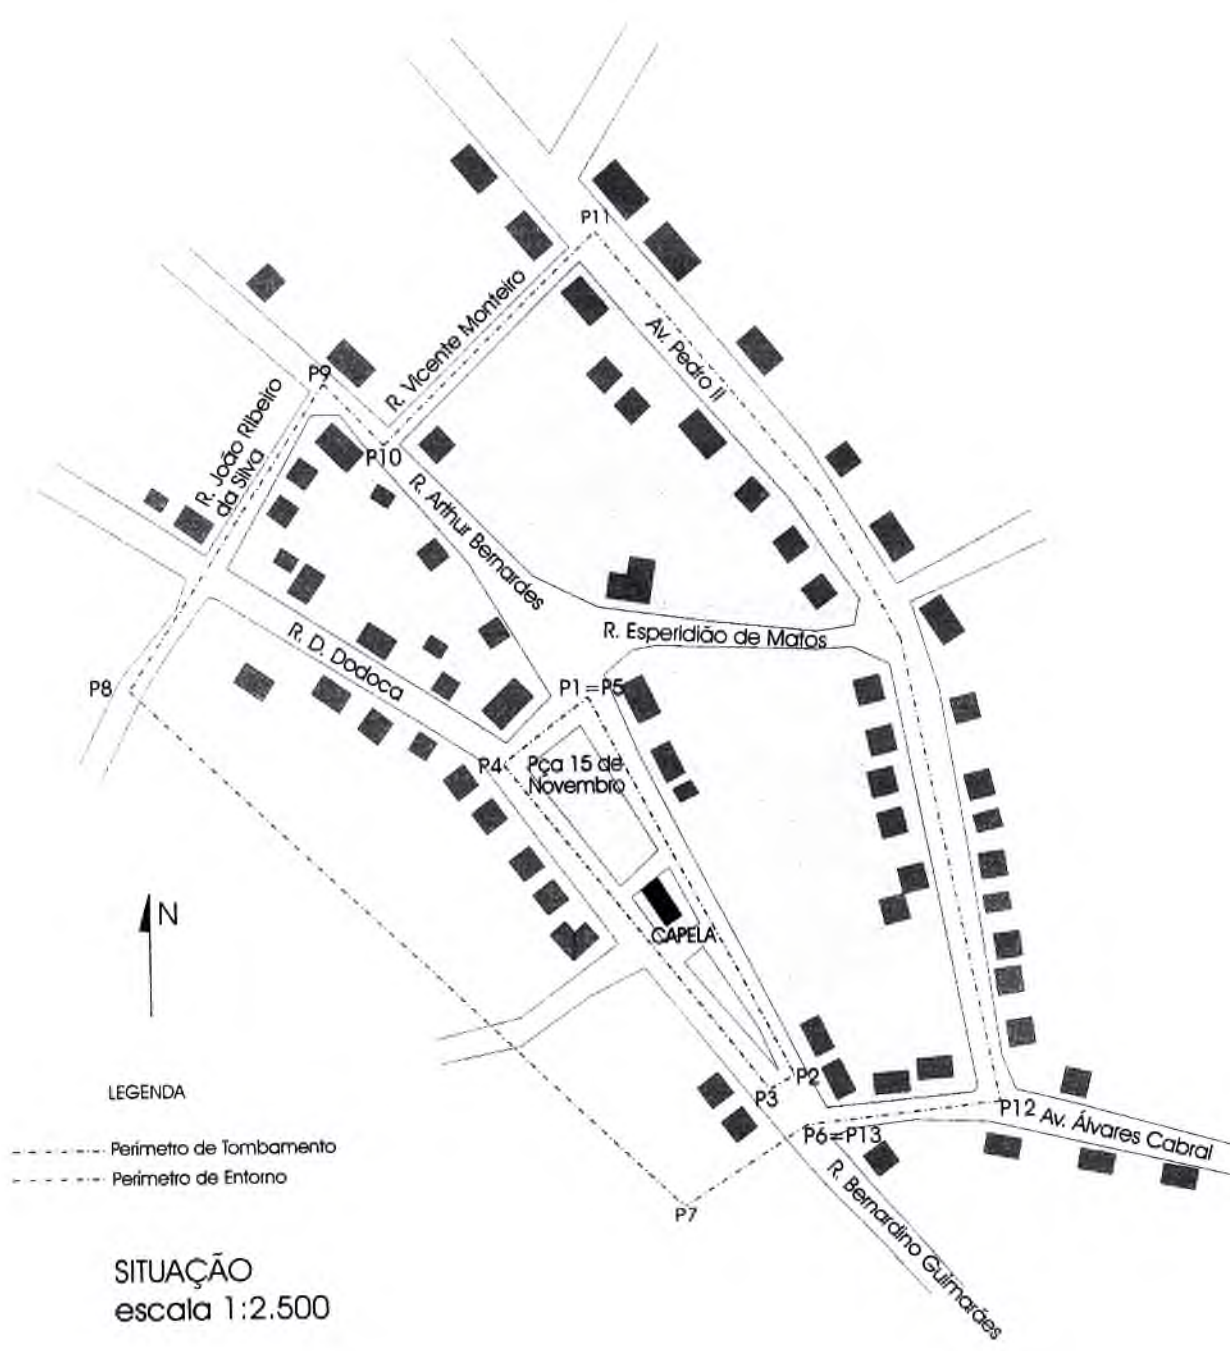 P11
R. Vicente Monteiro
Av. Pedro II
P9
R. João Ribeiro
da Silva
P10
R. Arthur Bernardes
R. D. Dodoca
R. Esperidião de Matos
P8
P1=P5
P4
Pça 15 de
Novembro
N
CAPELA
P2
P3
LEGENDA
P12
Av. Álvares Cabral
P6=P13
Perímetro de Tombamento
Perímetro de Entorno
R. Bernardino Guimarães
P7
SITUAÇÃO
escala 1:2.500